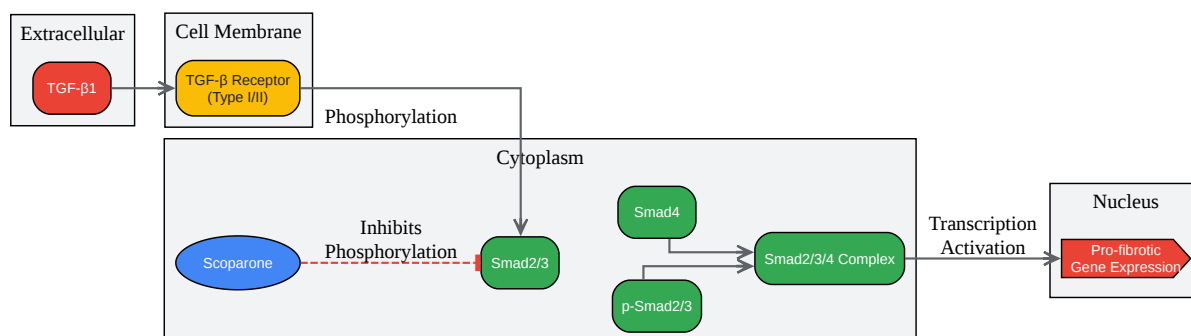 Extracellular
TGF-β1
Cell Membrane
TGF-β Receptor
(Type I/II)
Phosphorylation
Cytoplasm
Scoparone
Inhibits
Phosphorylation
Smad2/3
Smad4
p-Smad2/3
Smad2/3/4 Complex
Transcription
Activation
Nucleus
Pro-fibrotic
Gene Expression